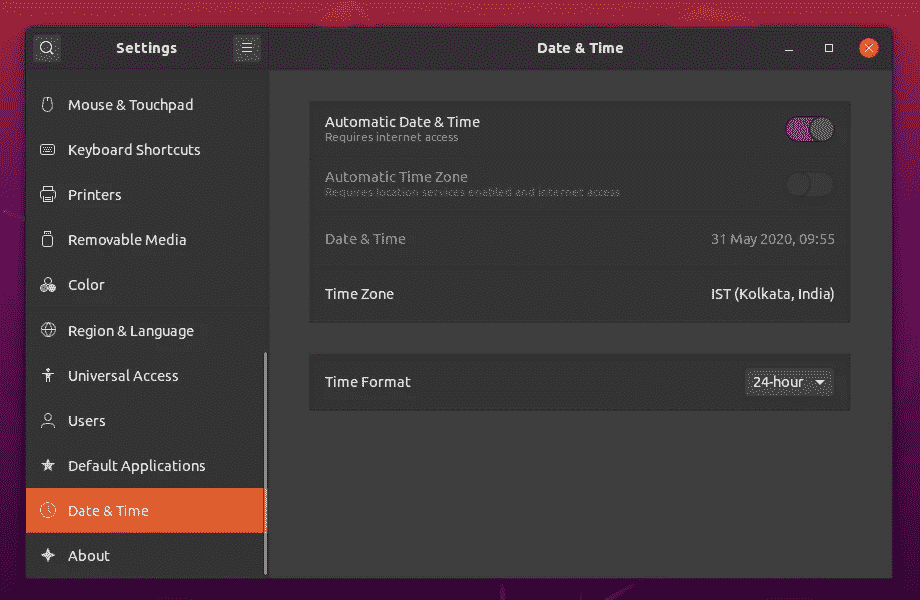 Settings
Date & Time
Mouse & Touchpad
Keyboard Shortcuts
Printers
Removable Media
Color
Region & Language
Universal Access
Users
Default Applications
Date & Time
About
Automatic Date & Time
Requires internet access
Automatic Time Zone
Requires location services enabled and internet access
Date & Time 31 May 2020, 09:55
Time Zone IST (Kolkata, India)
Time Format 24-hour